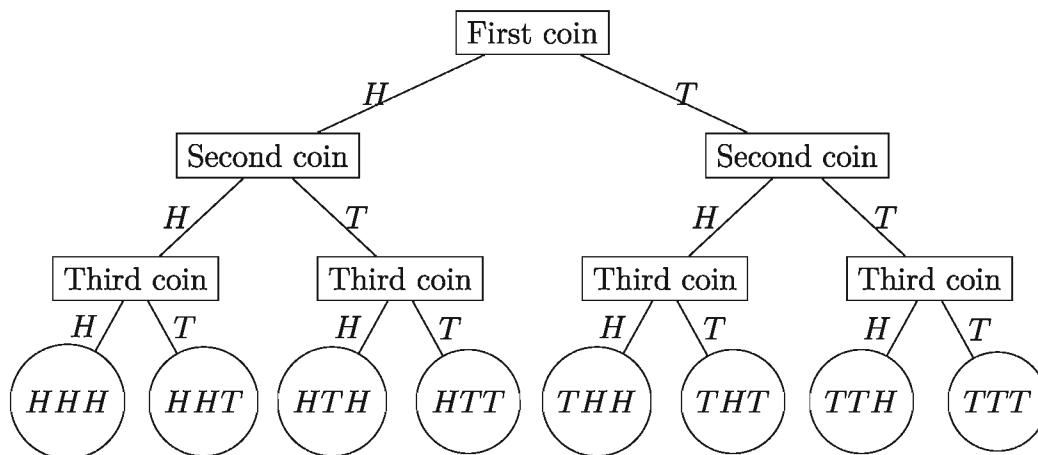 First coin
H T
Second coin Second coin
H T H T
Third coin Third coin Third coin Third coin
H T H T H T H T
HHH HHT HTH HTT THH THT TTH TTT